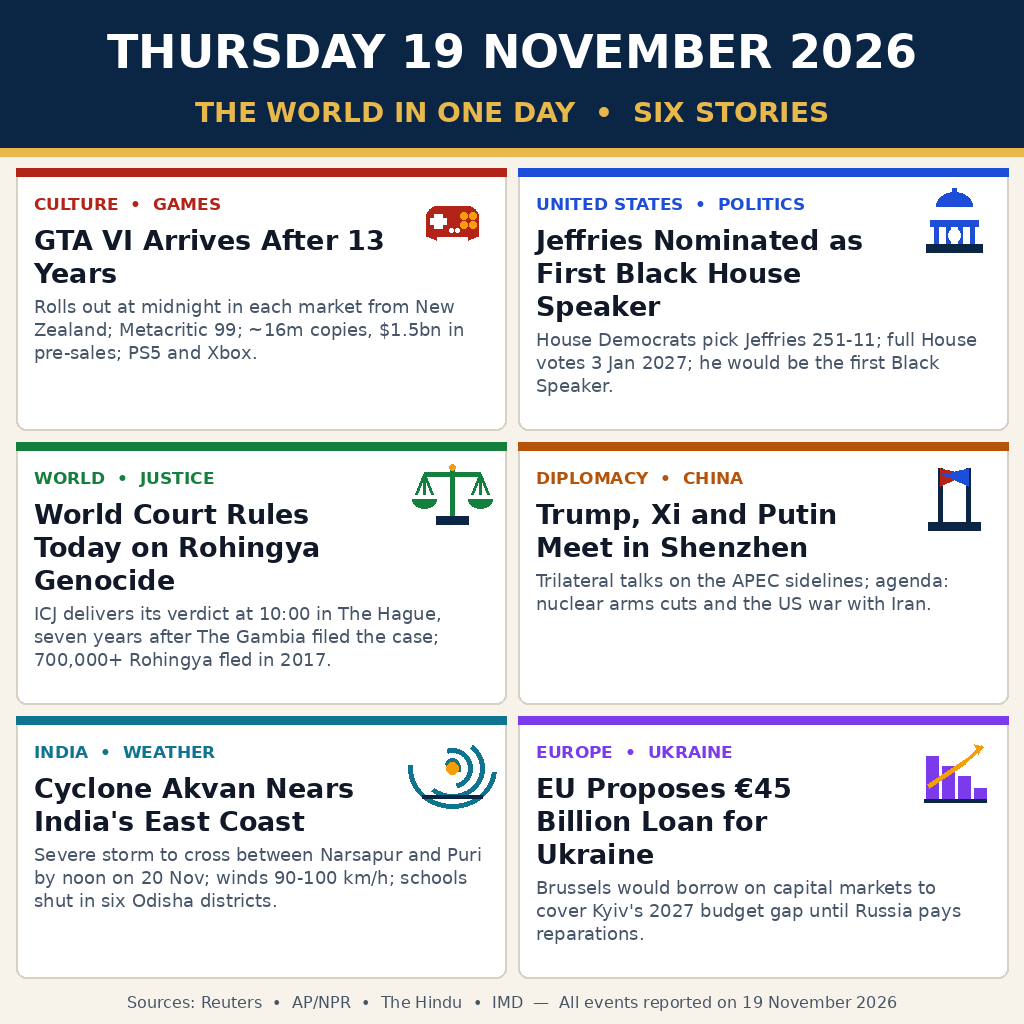 THURSDAY 19 NOVEMBER 2026
THE WORLD IN ONE DAY • SIX STORIES
CULTURE • GAMES
GTA VI Arrives After 13
Years
Rolls out at midnight in each market from New
Zealand; Metacritic 99; ~16m copies, $1.5bn in
pre-sales; PS5 and Xbox.
UNITED STATES • POLITICS
Jeffries Nominated as
First Black House
Speaker
House Democrats pick Jeffries 251-11; full House
votes 3 Jan 2027; he would be the first Black
Speaker.
WORLD • JUSTICE
World Court Rules
Today on Rohingya
Genocide
ICJ delivers its verdict at 10:00 in The Hague,
seven years after The Gambia filed the case;
700,000+ Rohingya fled in 2017.
DIPLOMACY • CHINA
Trump, Xi and Putin
Meet in Shenzhen
Trilateral talks on the APEC sidelines; agenda:
nuclear arms cuts and the US war with Iran.
INDIA • WEATHER
Cyclone Akvan Nears
India's East Coast
Severe storm to cross between Narsapur and Puri
by noon on 20 Nov; winds 90-100 km/h; schools
shut in six Odisha districts.
EUROPE • UKRAINE
EU Proposes €45
Billion Loan for
Ukraine
Brussels would borrow on capital markets to
cover Kyiv's 2027 budget gap until Russia pays
reparations.
Sources: Reuters • AP/NPR • The Hindu • IMD — All events reported on 19 November 2026